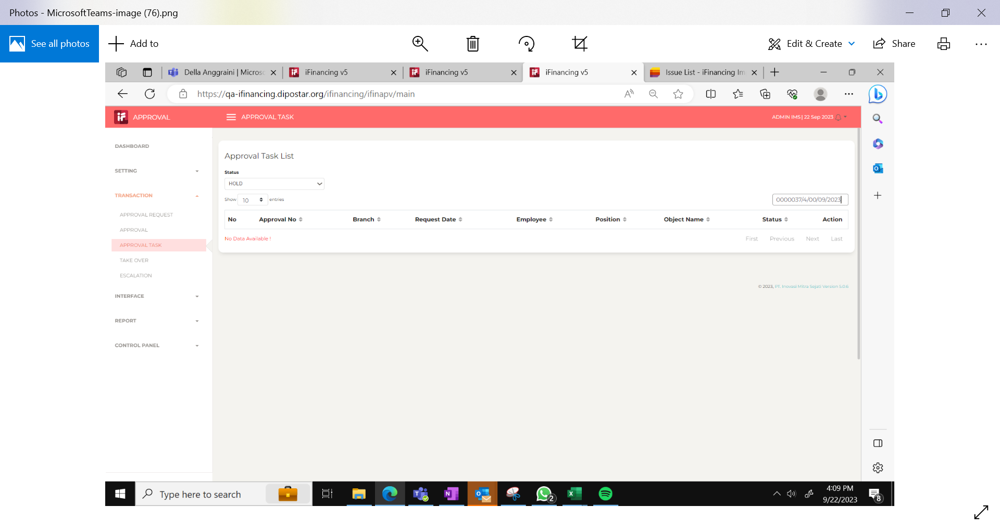 Photos - MicrosoftTeams-image (76).png
See all photos
Add to
Edit & Create
Share
Della Anggraini | Microsc
iFinancing v5
iFinancing v5
iFinancing v5
Issue List - iFinancing Im
https://qa-ifinancing.dipostar.org/ifinancing/ifinapv/main
iF APPROVAL
APPROVAL TASK
ADMIN IMS | 22 Sep 2023
DASHBOARD
SETTING
TRANSACTION
APPROVAL REQUEST
APPROVAL
APPROVAL TASK
TAKE OVER
ESCALATION
INTERFACE
REPORT
CONTROL PANEL
Approval Task List
Status
HOLD
Show 10 entries
0000037/4/00/09/2023
No Approval No Branch Request Date Employee Position Object Name Status Action
No Data Available !
First Previous Next Last
© 2023, PT. Inovasi Mitra Sejati Version 5.0.6
Type here to search
2
4:09 PM
9/22/2023
8